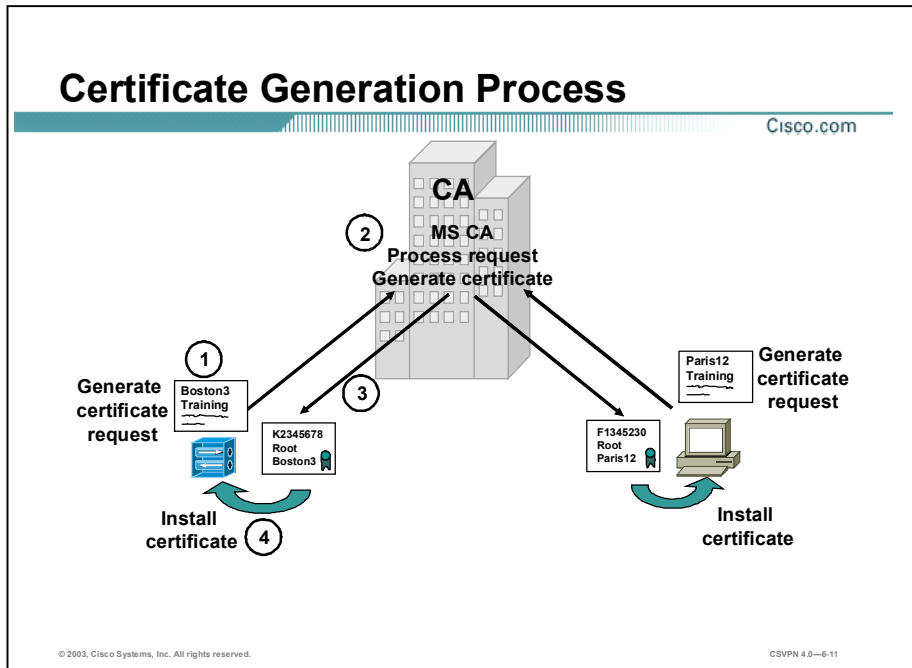 Certificate Generation Process
Cisco.com
CA
2
MS CA
Process request
Generate certificate
1
Generate
certificate
request
Boston3
Training
3
K2345678
Root
Boston3
Install
certificate
4
Paris12
Training
Generate
certificate
request
F1345230
Root
Paris12
Install
certificate
© 2003, Cisco Systems, Inc. All rights reserved.
CSVPN 4.0—6-11